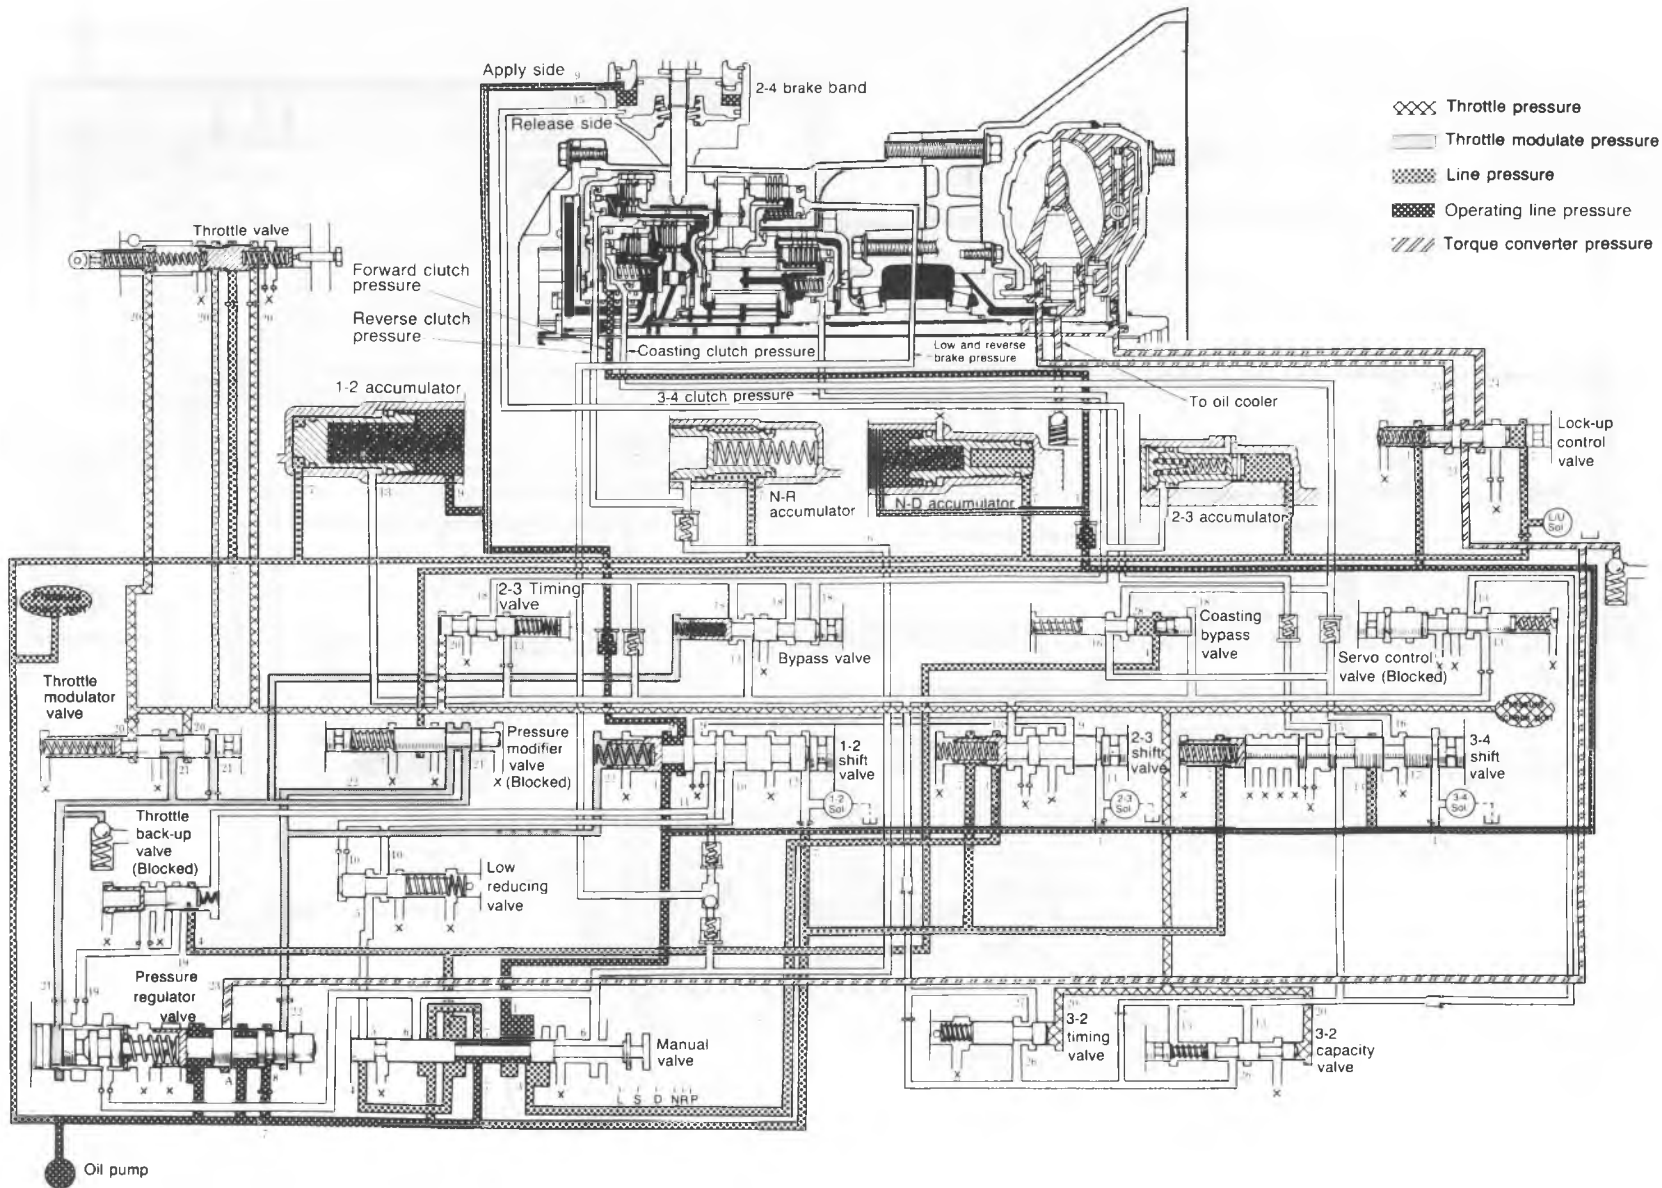 Apply side 9
2-4 brake band
15
Release side
Throttle pressure
Throttle modulate pressure
Line pressure
Operating line pressure
Torque converter pressure
Throttle valve
Forward clutch
pressure
Reverse clutch
pressure
Coasting clutch pressure
Low and reverse
brake pressure
3-4 clutch pressure
To oil cooler
1-2 accumulator
N-R
accumulator
N-D accumulator
2-3 accumulator
Lock-up
control
valve
L/U
Sol
2-3 Timing
valve
Bypass valve
Coasting
bypass
valve
Servo control
valve (Blocked)
Throttle
modulator
valve
Pressure
modifier
valve
(Blocked)
1-2
shift
valve
2-3
shift
valve
3-4
shift
valve
1-2
Sol
2-3
Sol
3-4
Sol
Throttle
back-up
valve
(Blocked)
Low
reducing
valve
Pressure
regulator
valve
Manual
valve
L S D N R P
3-2
timing
valve
3-2
capacity
valve
Oil pump